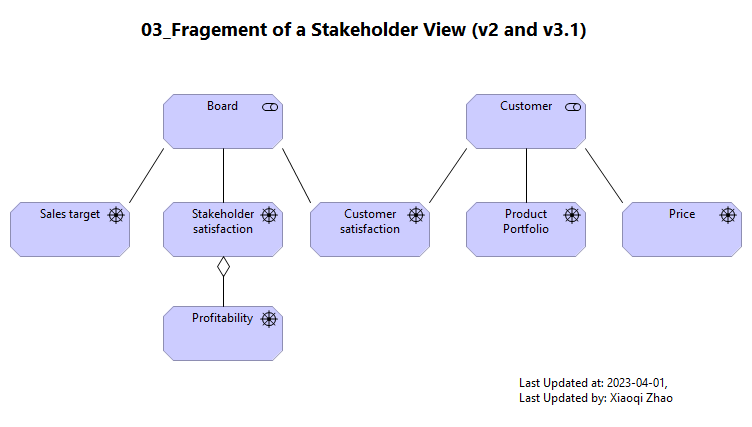 03_Fragement of a Stakeholder View (v2 and v3.1)
Board
Customer
Sales target
Stakeholder
satisfaction
Customer
satisfaction
Product
Portfolio
Price
Profitability
Last Updated at: 2023-04-01,
Last Updated by: Xiaoqi Zhao